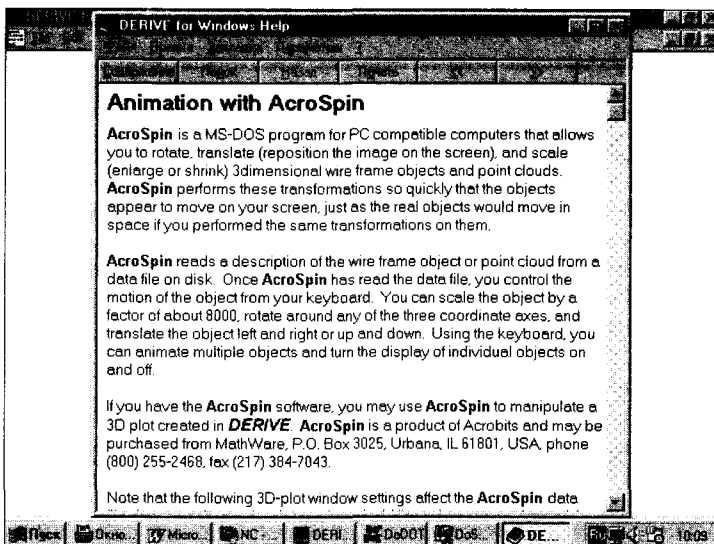 DERIVE for Windows Help
Animation with AcroSpin
AcroSpin is a MS-DOS program for PC compatible computers that allows
you to rotate, translate (reposition the image on the screen), and scale
(enlarge or shrink) 3dimensional wire frame objects and point clouds.
AcroSpin performs these transformations so quickly that the objects
appear to move on your screen, just as the real objects would move in
space if you performed the same transformations on them.
AcroSpin reads a description of the wire frame object or point cloud from a
data file on disk. Once AcroSpin has read the data file, you control the
motion of the object from your keyboard. You can scale the object by a
factor of about 8000, rotate around any of the three coordinate axes, and
translate the object left and right or up and down. Using the keyboard, you
can animate multiple objects and turn the display of individual objects on
and off.
If you have the AcroSpin software, you may use AcroSpin to manipulate a
3D plot created in DERIVE. AcroSpin is a product of Acrobits and may be
purchased from MathWare, P.O. Box 3025, Urbana, IL 61801, USA, phone
(800) 255-2468, fax (217) 384-7043.
Note that the following 3D-plot window settings affect the AcroSpin data
Пуск Окно... Micro... NC - ... DERI... DoDOT DoS... DE... 10:03